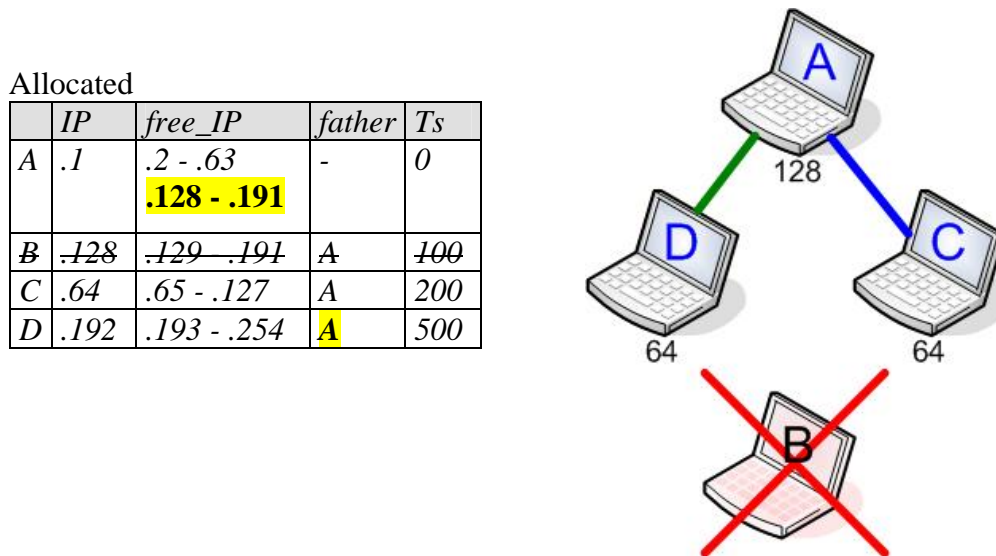 Allocated
IP free_IP father Ts
A .1 .2 - .63 - 0
.128 - .191
B .128 .129 - .191 A 100
C .64 .65 - .127 A 200
D .192 .193 - .254 A 500
A
128
D
C
64
64
B